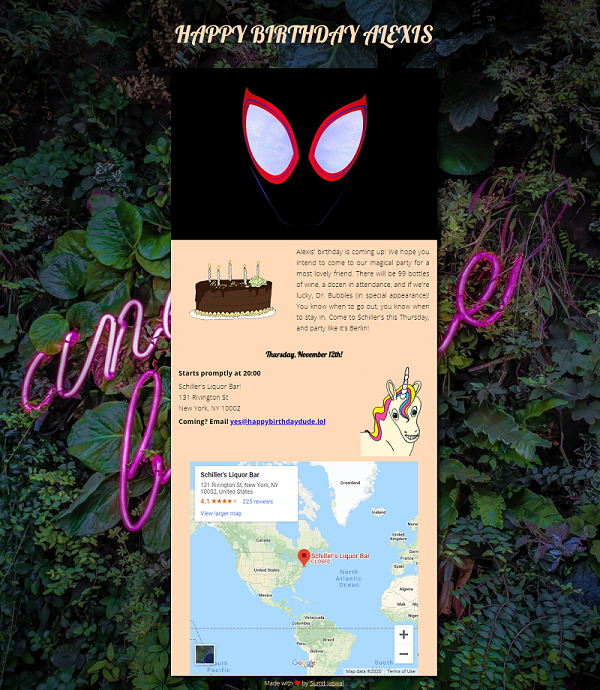 HAPPY BIRTHDAY ALEXIS
Alexis' birthday is coming up! We hope you
intend to come to our magical party for a
most lovely friend. There will be 99 bottles
of wine, a dozen in attendance, and if we're
lucky, Dr. Bubbles (in special appearance)!
You know when to go out, you know when
to stay in. Come to Schiller's this Thursday,
and party like it's Berlin!
Thursday, November 12th!
Starts promptly at 20:00
Schiller's Liquor Bar!
131 Rivington St
New York, NY 10002
Coming? Email yes@happybirthdaydude.lol
Schiller's Liquor Bar
131 Rivington St, New York, NY
10002, United States
4.1 ★★★★☆ 225 reviews
View larger map
Greenland
Iceland
Canada
United
Kingdom
Schiller's Liquor Bar
CLOSED
United States
North
Atlantic
Ocean
Algeria
Mexico
Mali
Niger
Venezuela
Colombia
Brazil
Peru
Bolivia
Chile
South
Pacific
Google
Map data ©2020
Terms of Use
Made with ❤ by Sumit Jaswal